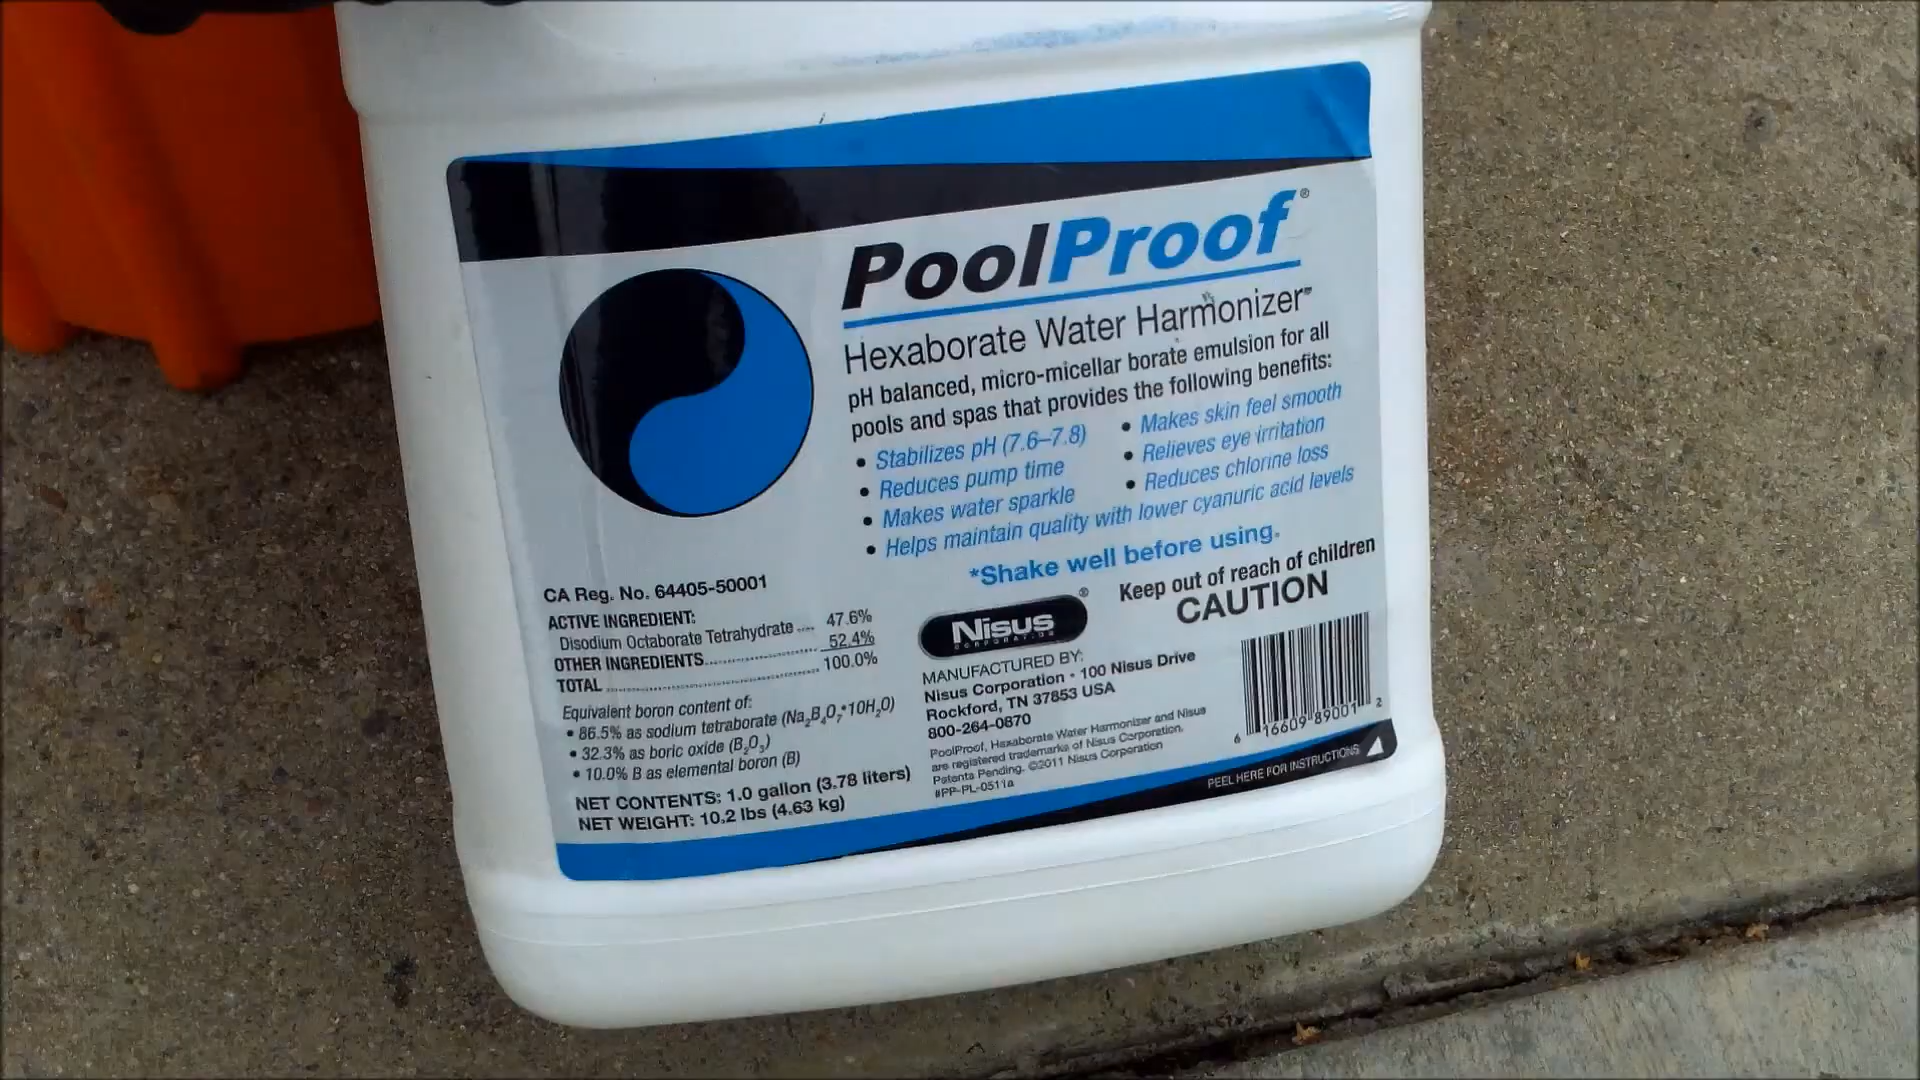 PoolProof®
Hexaborate Water Harmonizer™
pH balanced, micro-micellar borate emulsion for all
pools and spas that provides the following benefits:
• Stabilizes pH (7.6–7.8)
• Reduces pump time
• Makes water sparkle
• Makes skin feel smooth
• Relieves eye irritation
• Reduces chlorine loss
• Helps maintain quality with lower cyanuric acid levels
*Shake well before using.
Keep out of reach of children
CAUTION
CA Reg. No. 64405-50001
ACTIVE INGREDIENT:
Disodium Octaborate Tetrahydrate .... 47.6%
OTHER INGREDIENTS.................... 52.4%
TOTAL ........................................ 100.0%
Equivalent boron content of:
• 86.5% as sodium tetraborate (Na₂B₄O₇•10H₂O)
• 32.3% as boric oxide (B₂O₃)
• 10.0% B as elemental boron (B)
NET CONTENTS: 1.0 gallon (3.78 liters)
NET WEIGHT: 10.2 lbs (4.63 kg)
Nisus®
CORPORATION
MANUFACTURED BY:
Nisus Corporation • 100 Nisus Drive
Rockford, TN 37853 USA
800-264-0870
PoolProof, Hexaborate Water Harmonizer and Nisus
are registered trademarks of Nisus Corporation.
Patents Pending. ©2011 Nisus Corporation
#PP-PL-0511a
6 16609 89001 2
PEEL HERE FOR INSTRUCTIONS